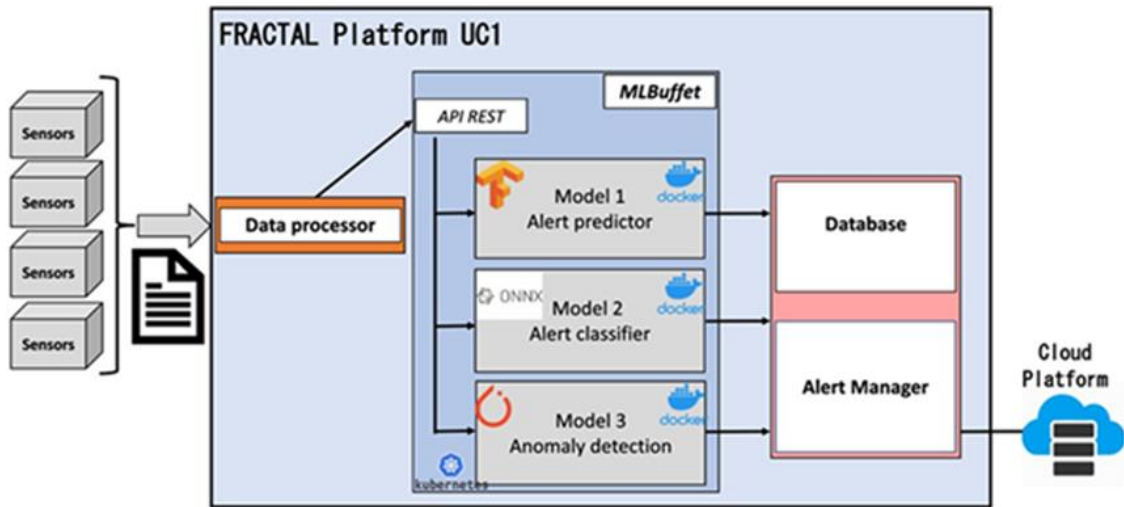 FRACTAL Platform UC1
MLBuffet
API REST
Sensors
Sensors
Sensors
Sensors
Data processor
Model 1
Alert predictor
docker
ONNX
Model 2
Alert classifier
docker
Model 3
Anomaly detection
docker
kubernetes
Database
Alert Manager
Cloud
Platform